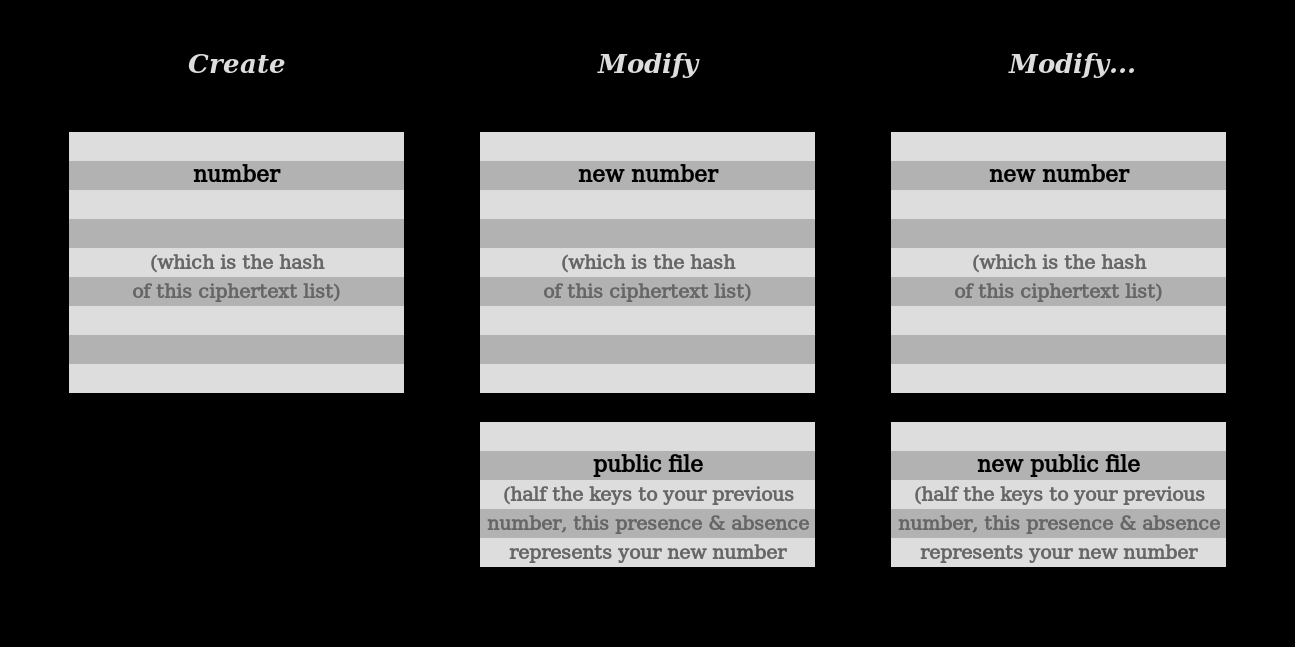 Create
Modify
Modify...
number
(which is the hash
of this ciphertext list)
new number
(which is the hash
of this ciphertext list)
new number
(which is the hash
of this ciphertext list)
public file
(half the keys to your previous
number, this presence & absence
represents your new number
new public file
(half the keys to your previous
number, this presence & absence
represents your new number